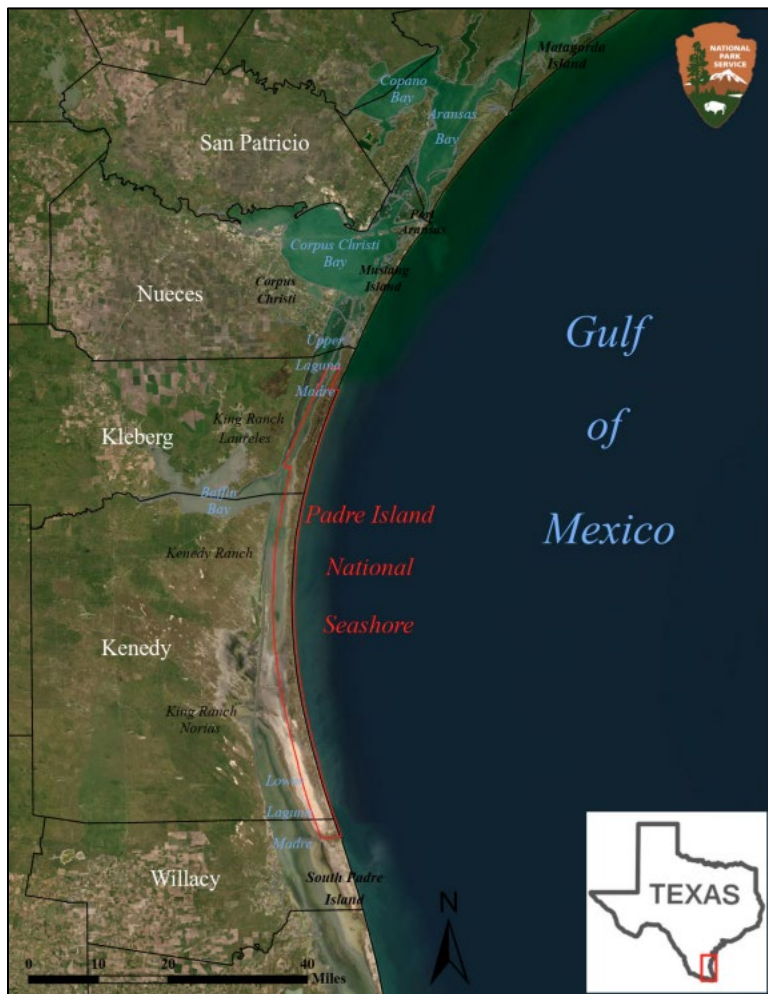 Matagorda
Island
NATIONAL
PARK
SERVICE
Copano
Bay
Aransas
Bay
San Patricio
Port
Aransas
Corpus Christi
Bay
Mustang
Island
Corpus
Christi
Nueces
Gulf
of
Mexico
Upper
Laguna
Madre
King Ranch
Laureles
Kleberg
Baffin
Bay
Padre Island
National
Seashore
Kenedy Ranch
Kenedy
King Ranch
Norias
Lower
Laguna
Madre
Willacy
South Padre
Island
N
TEXAS
0 10 20 40
Miles